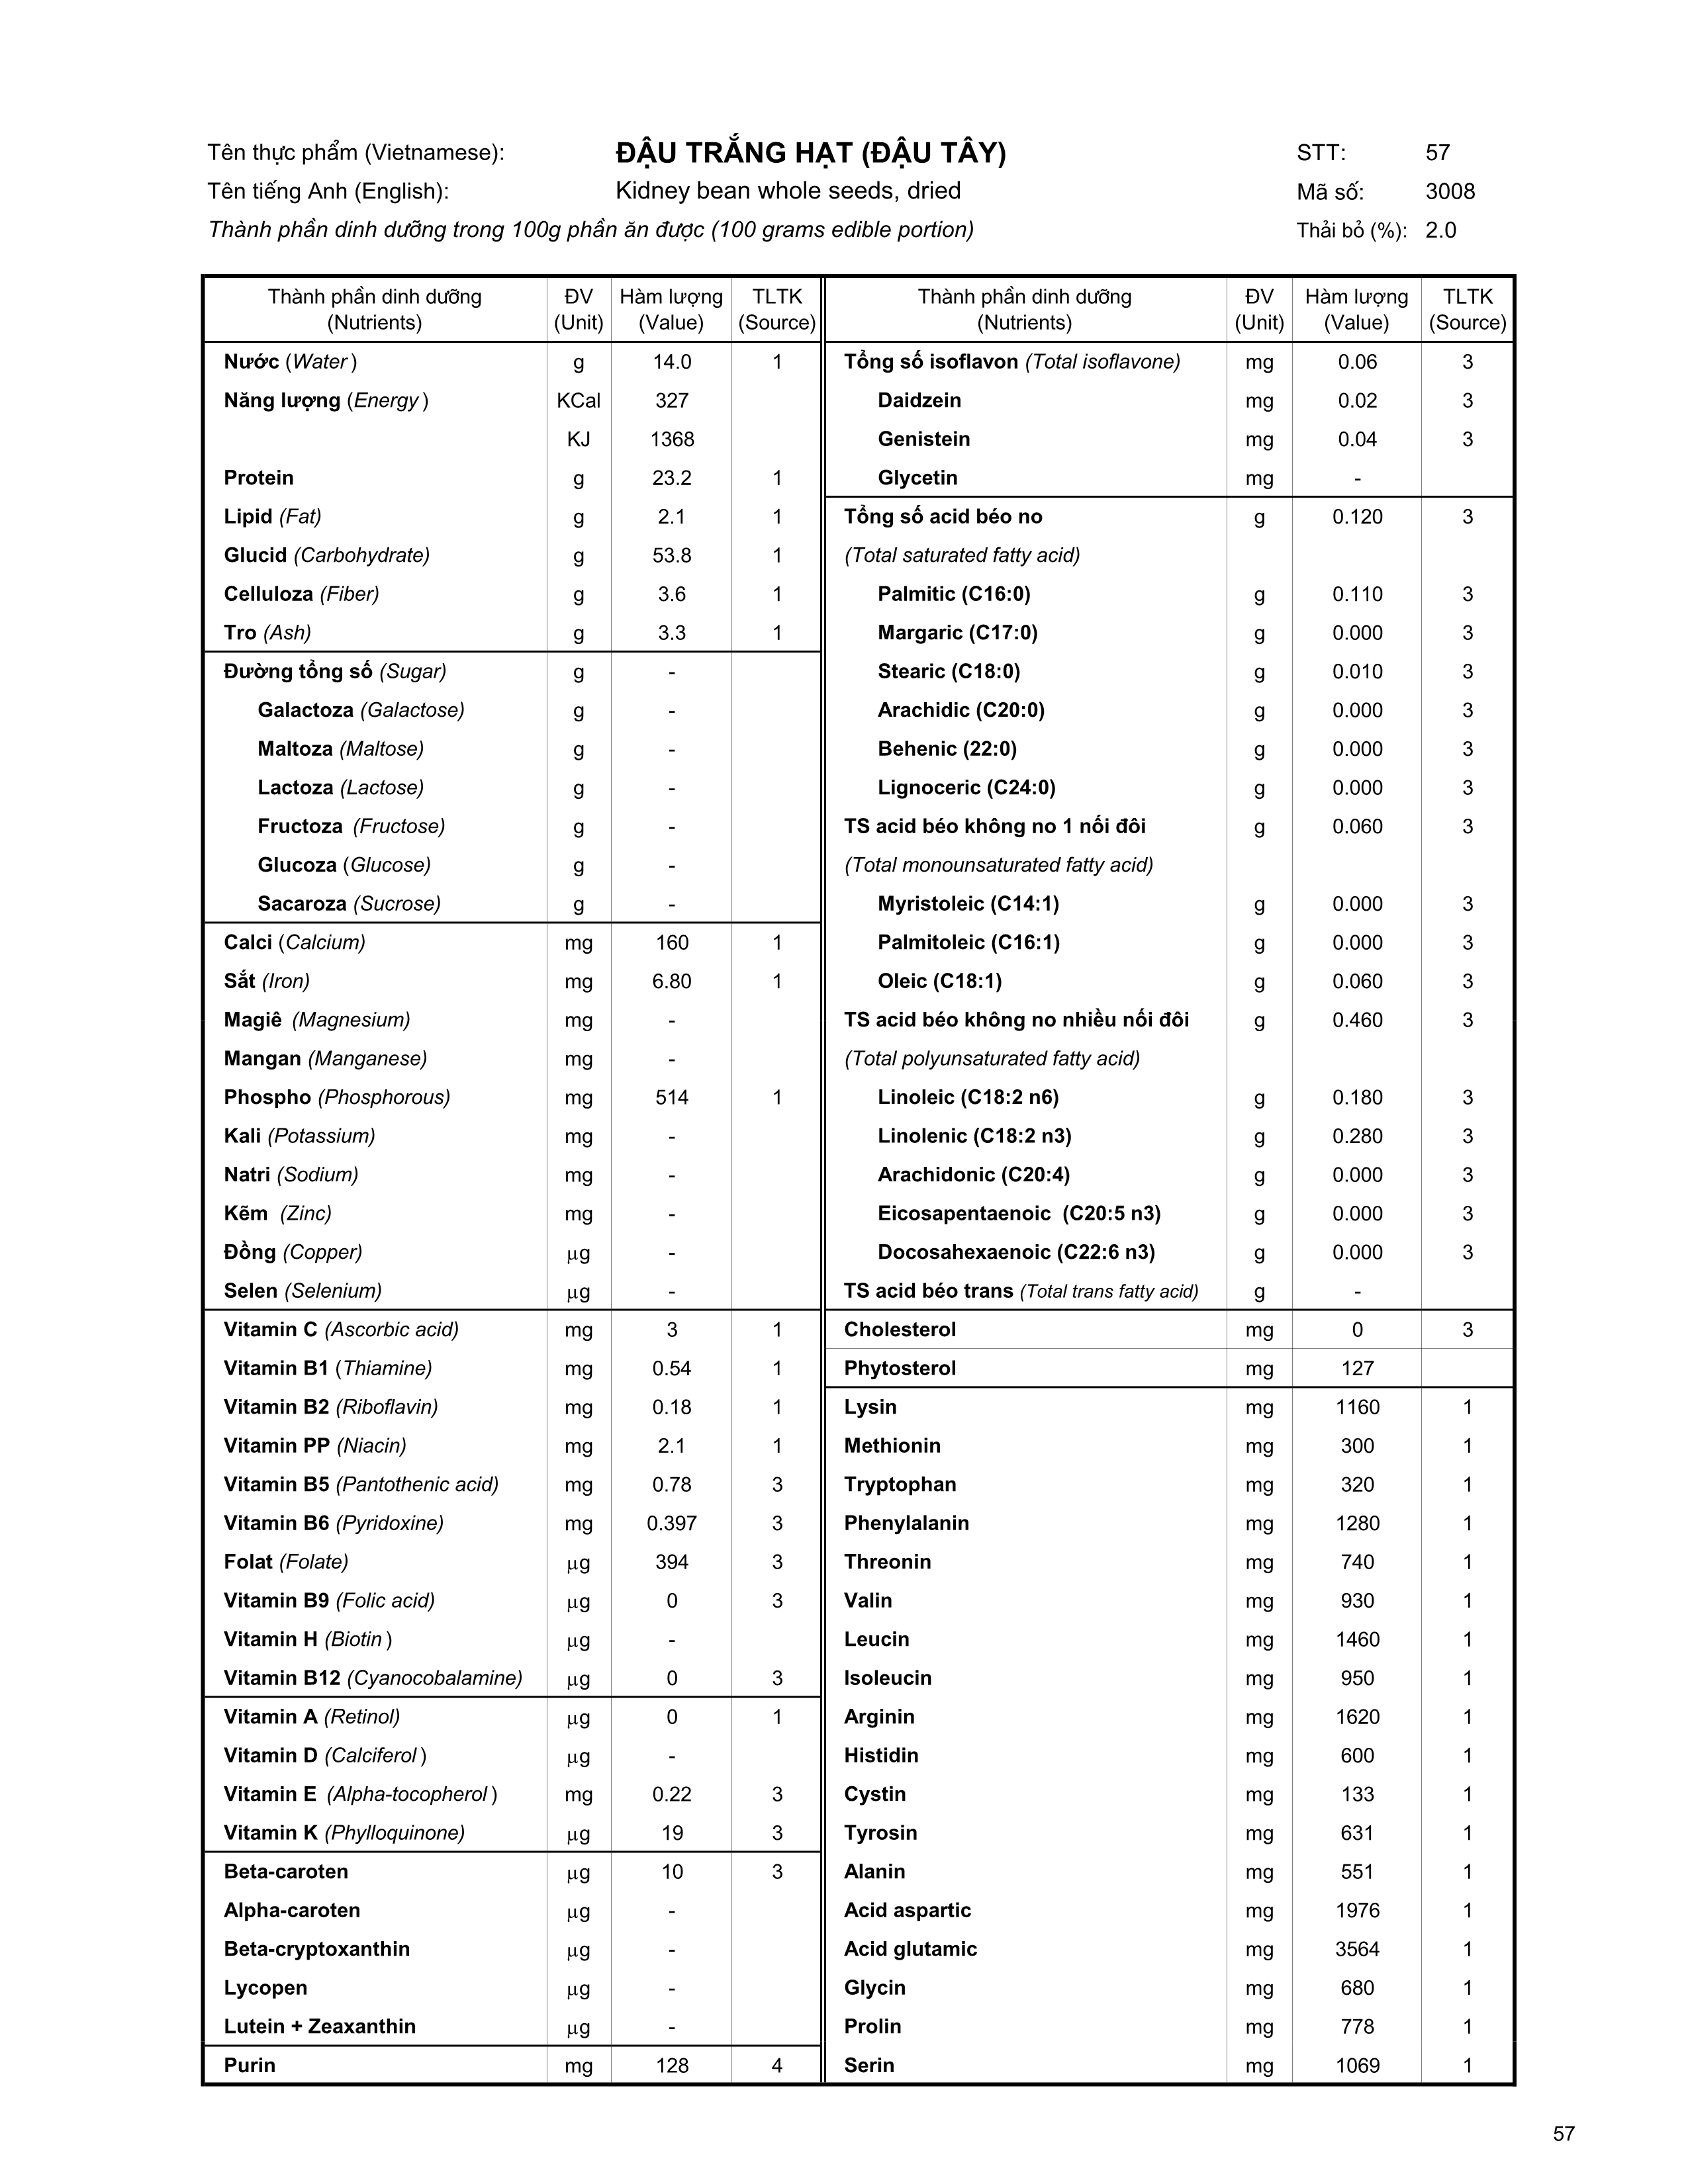 Tên thực phẩm (Vietnamese): ĐẬU TRẮNG HẠT (ĐẬU TÂY) STT: 57
Tên tiếng Anh (English): Kidney bean whole seeds, dried Mã số: 3008
Thành phần dinh dưỡng trong 100g phần ăn được (100 grams edible portion) Thải bỏ (%): 2.0
Thành phần dinh dưỡng ĐV Hàm lượng TLTK Thành phần dinh dưỡng ĐV Hàm lượng TLTK
(Nutrients) (Unit) (Value) (Source) (Nutrients) (Unit) (Value) (Source)
Nước (Water) g 14.0 1 Tổng số isoflavon (Total isoflavone) mg 0.06 3
Năng lượng (Energy) KCal 327 Daidzein mg 0.02 3
KJ 1368 Genistein mg 0.04 3
Protein g 23.2 1 Glycetin mg -
Lipid (Fat) g 2.1 1 Tổng số acid béo no g 0.120 3
Glucid (Carbohydrate) g 53.8 1 (Total saturated fatty acid)
Celluloza (Fiber) g 3.6 1 Palmitic (C16:0) g 0.110 3
Tro (Ash) g 3.3 1 Margaric (C17:0) g 0.000 3
Đường tổng số (Sugar) g - Stearic (C18:0) g 0.010 3
Galactoza (Galactose) g - Arachidic (C20:0) g 0.000 3
Maltoza (Maltose) g - Behenic (22:0) g 0.000 3
Lactoza (Lactose) g - Lignoceric (C24:0) g 0.000 3
Fructoza (Fructose) g - TS acid béo không no 1 nối đôi g 0.060 3
Glucoza (Glucose) g - (Total monounsaturated fatty acid)
Sacaroza (Sucrose) g - Myristoleic (C14:1) g 0.000 3
Calci (Calcium) mg 160 1 Palmitoleic (C16:1) g 0.000 3
Sắt (Iron) mg 6.80 1 Oleic (C18:1) g 0.060 3
Magiê (Magnesium) mg - TS acid béo không no nhiều nối đôi g 0.460 3
Mangan (Manganese) mg - (Total polyunsaturated fatty acid)
Phospho (Phosphorous) mg 514 1 Linoleic (C18:2 n6) g 0.180 3
Kali (Potassium) mg - Linolenic (C18:2 n3) g 0.280 3
Natri (Sodium) mg - Arachidonic (C20:4) g 0.000 3
Kẽm (Zinc) mg - Eicosapentaenoic (C20:5 n3) g 0.000 3
Đồng (Copper) μg - Docosahexaenoic (C22:6 n3) g 0.000 3
Selen (Selenium) μg - TS acid béo trans (Total trans fatty acid) g -
Vitamin C (Ascorbic acid) mg 3 1 Cholesterol mg 0 3
Vitamin B1 (Thiamine) mg 0.54 1 Phytosterol mg 127
Vitamin B2 (Riboflavin) mg 0.18 1 Lysin mg 1160 1
Vitamin PP (Niacin) mg 2.1 1 Methionin mg 300 1
Vitamin B5 (Pantothenic acid) mg 0.78 3 Tryptophan mg 320 1
Vitamin B6 (Pyridoxine) mg 0.397 3 Phenylalanin mg 1280 1
Folat (Folate) μg 394 3 Threonin mg 740 1
Vitamin B9 (Folic acid) μg 0 3 Valin mg 930 1
Vitamin H (Biotin) μg - Leucin mg 1460 1
Vitamin B12 (Cyanocobalamine) μg 0 3 Isoleucin mg 950 1
Vitamin A (Retinol) μg 0 1 Arginin mg 1620 1
Vitamin D (Calciferol) μg - Histidin mg 600 1
Vitamin E (Alpha-tocopherol) mg 0.22 3 Cystin mg 133 1
Vitamin K (Phylloquinone) μg 19 3 Tyrosin mg 631 1
Beta-caroten μg 10 3 Alanin mg 551 1
Alpha-caroten μg - Acid aspartic mg 1976 1
Beta-cryptoxanthin μg - Acid glutamic mg 3564 1
Lycopen μg - Glycin mg 680 1
Lutein + Zeaxanthin μg - Prolin mg 778 1
Purin mg 128 4 Serin mg 1069 1
57